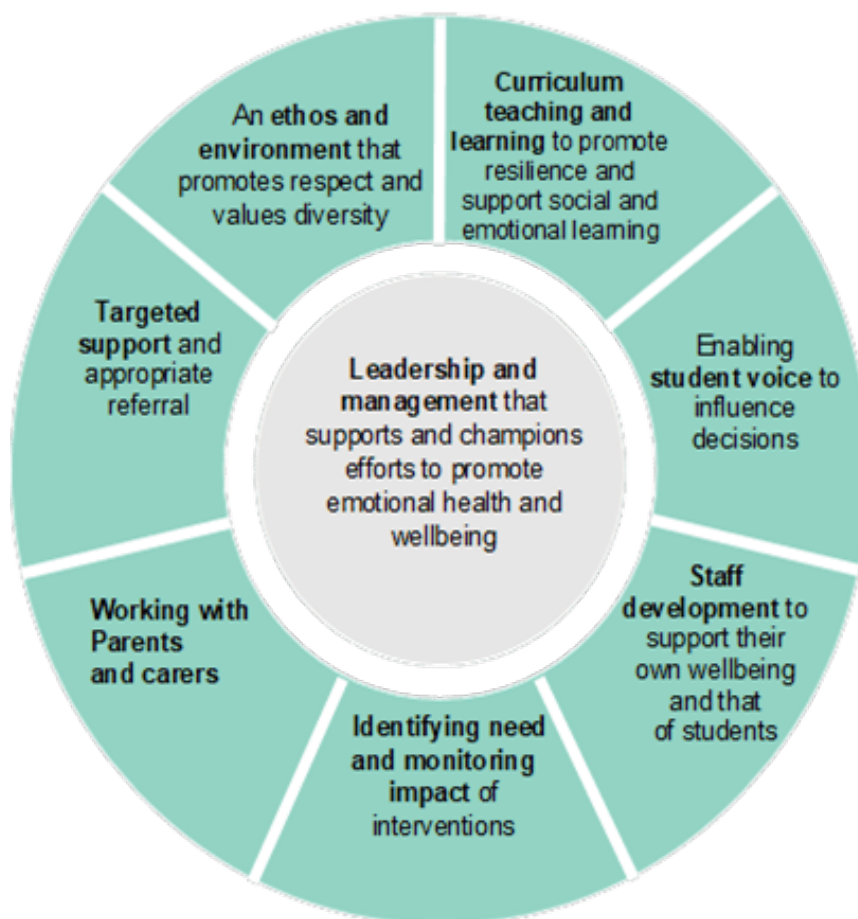 Curriculum
teaching and
learning to promote
resilience and
support social and
emotional learning
Enabling
student voice to
influence
decisions
Staff
development to
support their
own wellbeing
and that
of students
Identifying need
and monitoring
impact of
interventions
Working with
Parents
and carers
Targeted
support and
appropriate
referral
An ethos and
environment that
promotes respect and
values diversity
Leadership and
management that
supports and champions
efforts to promote
emotional health and
wellbeing